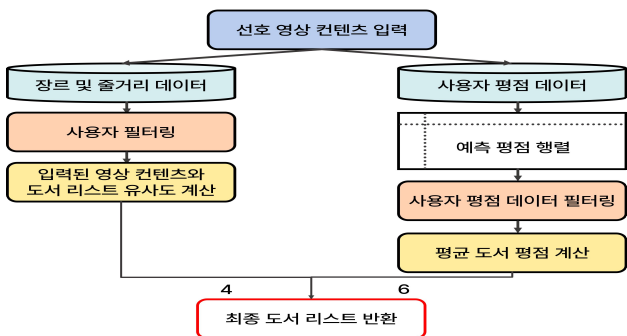 선호 영상 컨텐츠 입력
장르 및 줄거리 데이터
사용자 평점 데이터
사용자 필터링
예측 평점 행렬
입력된 영상 컨텐츠와
도서 리스트 유사도 계산
사용자 평점 데이터 필터링
평균 도서 평점 계산
4
6
최종 도서 리스트 반환